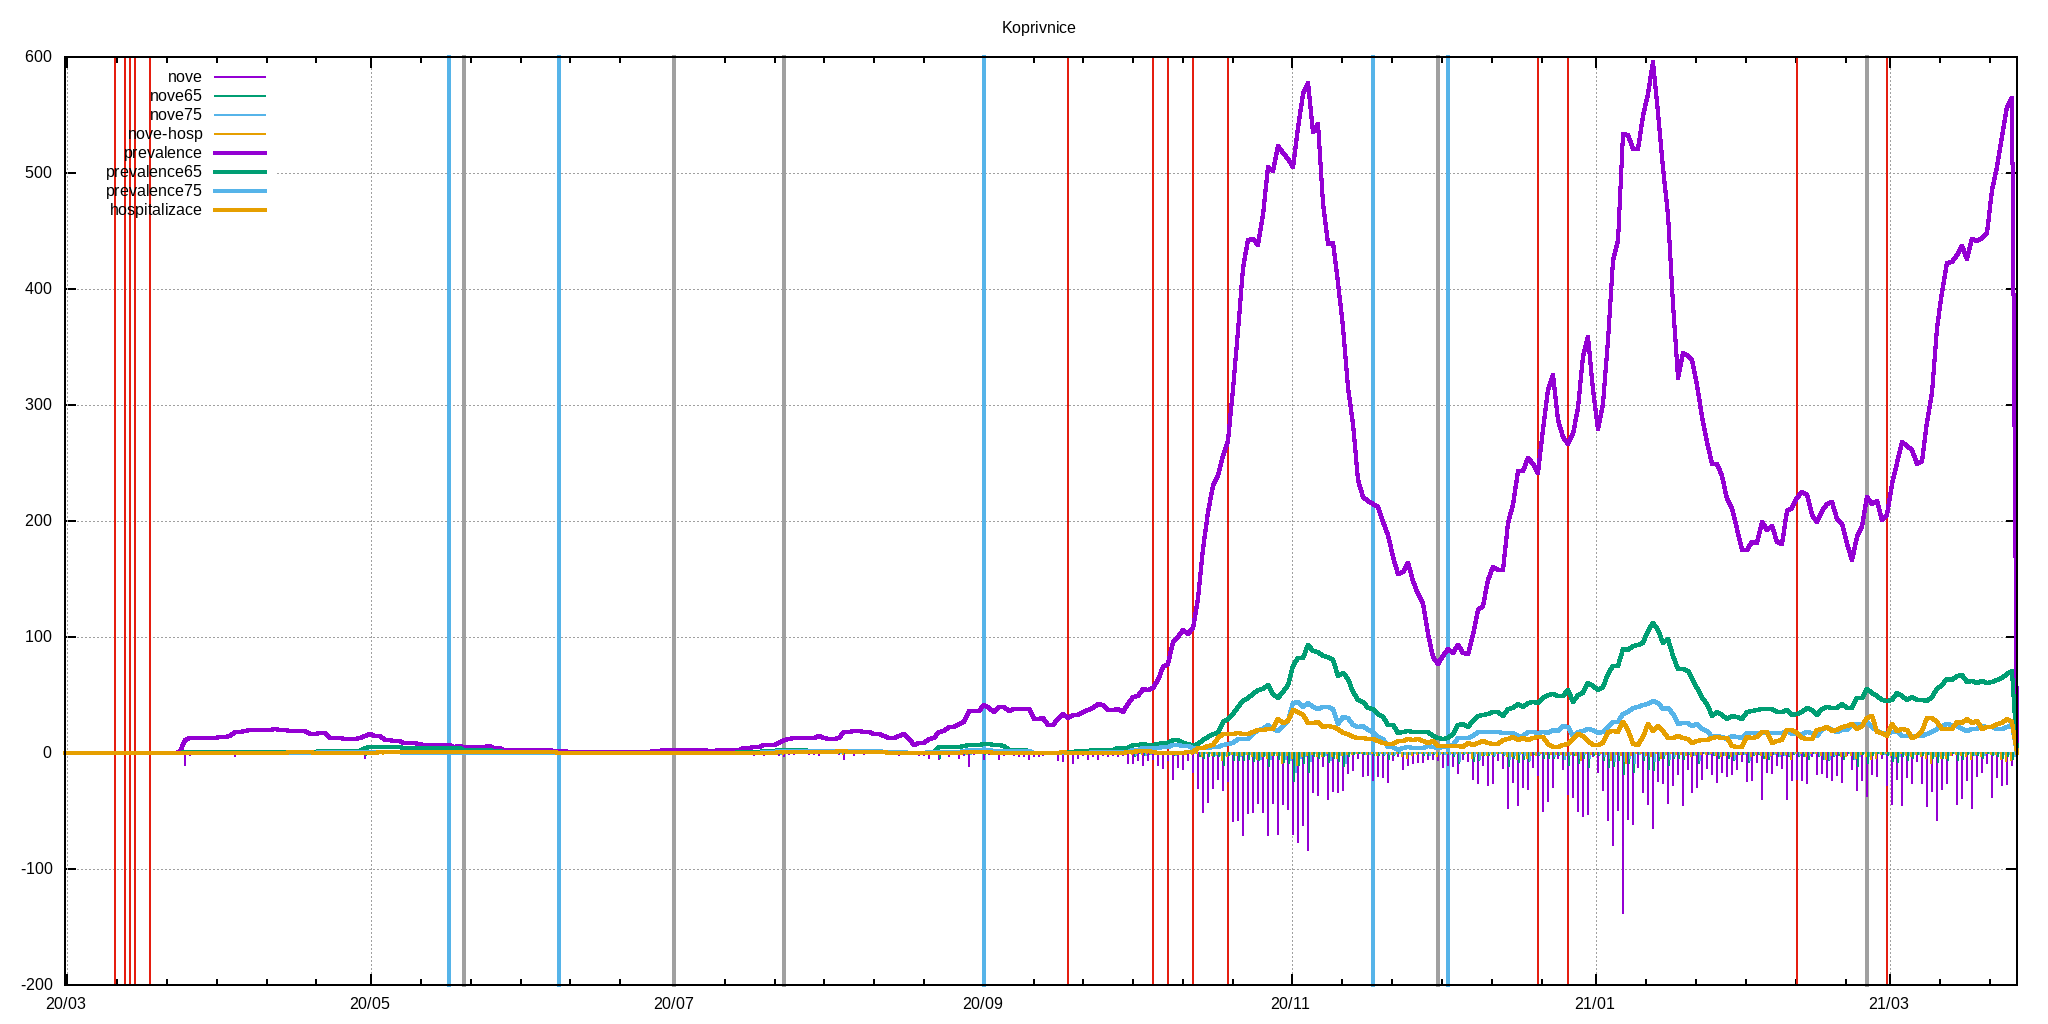 Koprivnice
600
nove
nove65
nove75
nove-hosp
prevalence
prevalence65
prevalence75
hospitalizace
500
400
300
200
100
0
-100
-200
20/03 20/05 20/07 20/09 20/11 21/01 21/03